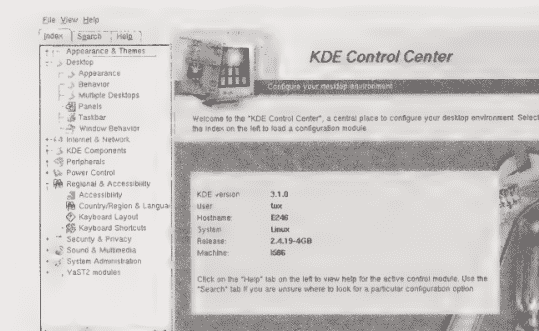 File View Help
Index Search Help
Appearance & Themes
Desktop
Appearance
Behavior
Multiple Desktops
Panels
Taskbar
Window Behavior
Internet & Network
KDE Components
Peripherals
Power Control
Regional & Accessibility
Accessibility
Country/Region & Langua
Keyboard Layout
Keyboard Shortcuts
Security & Privacy
Sound & Multimedia
System Administration
YaST2 modules
KDE Control Center
Configure your desktop environment
Welcome to the "KDE Control Center", a central place to configure your desktop environment Select
the index on the left to load a configuration module
KDE version 3.1.0
User: tux
Hostname: E246
System: Linux
Release: 2.4.19-4GB
Machine: i586
Click on the "Help" tab on the left to view help for the active control module. Use the
"Search" tab if you are unsure where to look for a particular configuration option